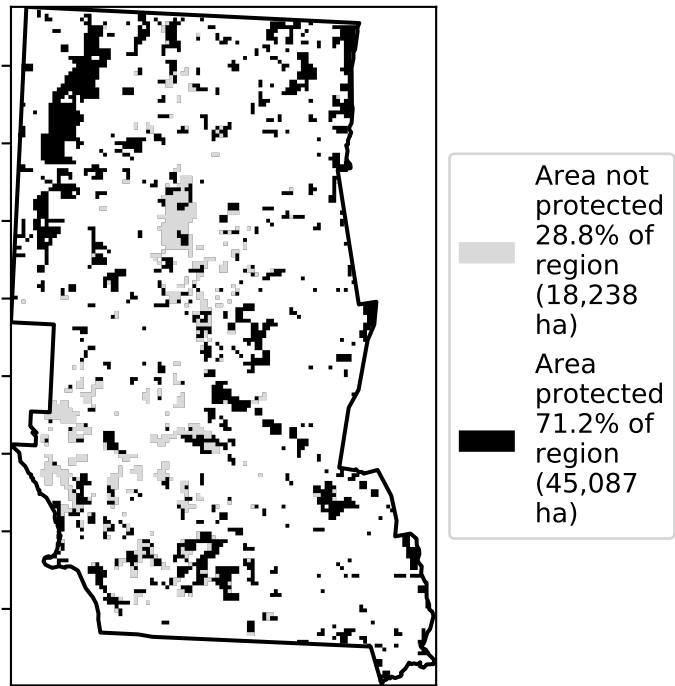 Area not
protected
28.8% of
region
(18,238
ha)
Area
protected
71.2% of
region
(45,087
ha)